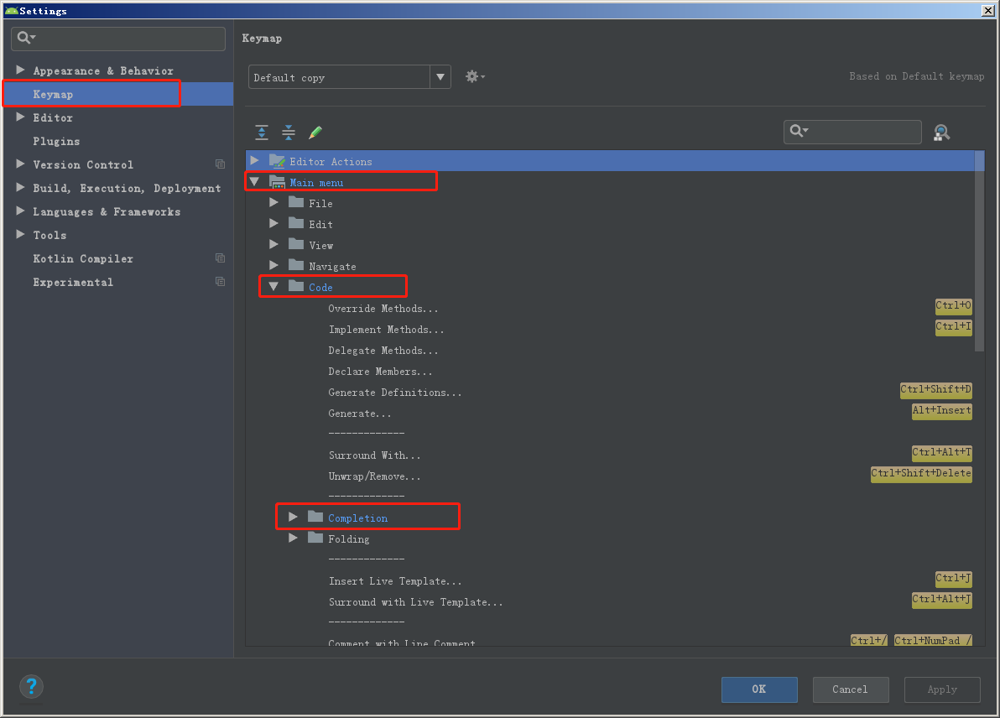 Settings
Keymap
Appearance & Behavior
Keymap
Editor
Plugins
Version Control
Build, Execution, Deployment
Languages & Frameworks
Tools
Kotlin Compiler
Experimental
Default copy
Based on Default keymap
Editor Actions
Main menu
File
Edit
View
Navigate
Code
Override Methods... Ctrl+O
Implement Methods... Ctrl+I
Delegate Methods...
Declare Members...
Generate Definitions... Ctrl+Shift+D
Generate... Alt+Insert
-------------
Surround With... Ctrl+Alt+T
Unwrap/Remove... Ctrl+Shift+Delete
-------------
Completion
Folding
-------------
Insert Live Template... Ctrl+J
Surround with Live Template... Ctrl+Alt+J
-------------
Comment with Line Comment Ctrl+/ Ctrl+NumPad /
?
OK Cancel Apply